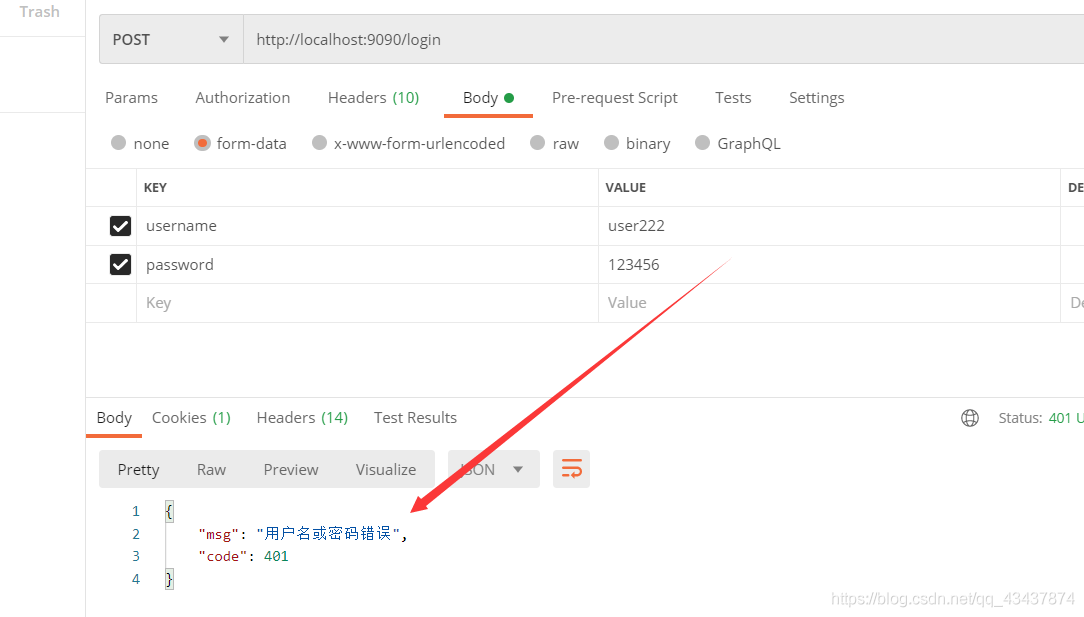 Trash
POST
http://localhost:9090/login
Params Authorization Headers (10) Body Pre-request Script Tests Settings
none form-data x-www-form-urlencoded raw binary GraphQL
KEY VALUE DE
username user222
password 123456
Key Value De
Body Cookies (1) Headers (14) Test Results Status: 401 U
Pretty Raw Preview Visualize JSON
1 {
2 "msg": "用户名或密码错误",
3 "code": 401
4 }
https://blog.csdn.net/qq_43437874